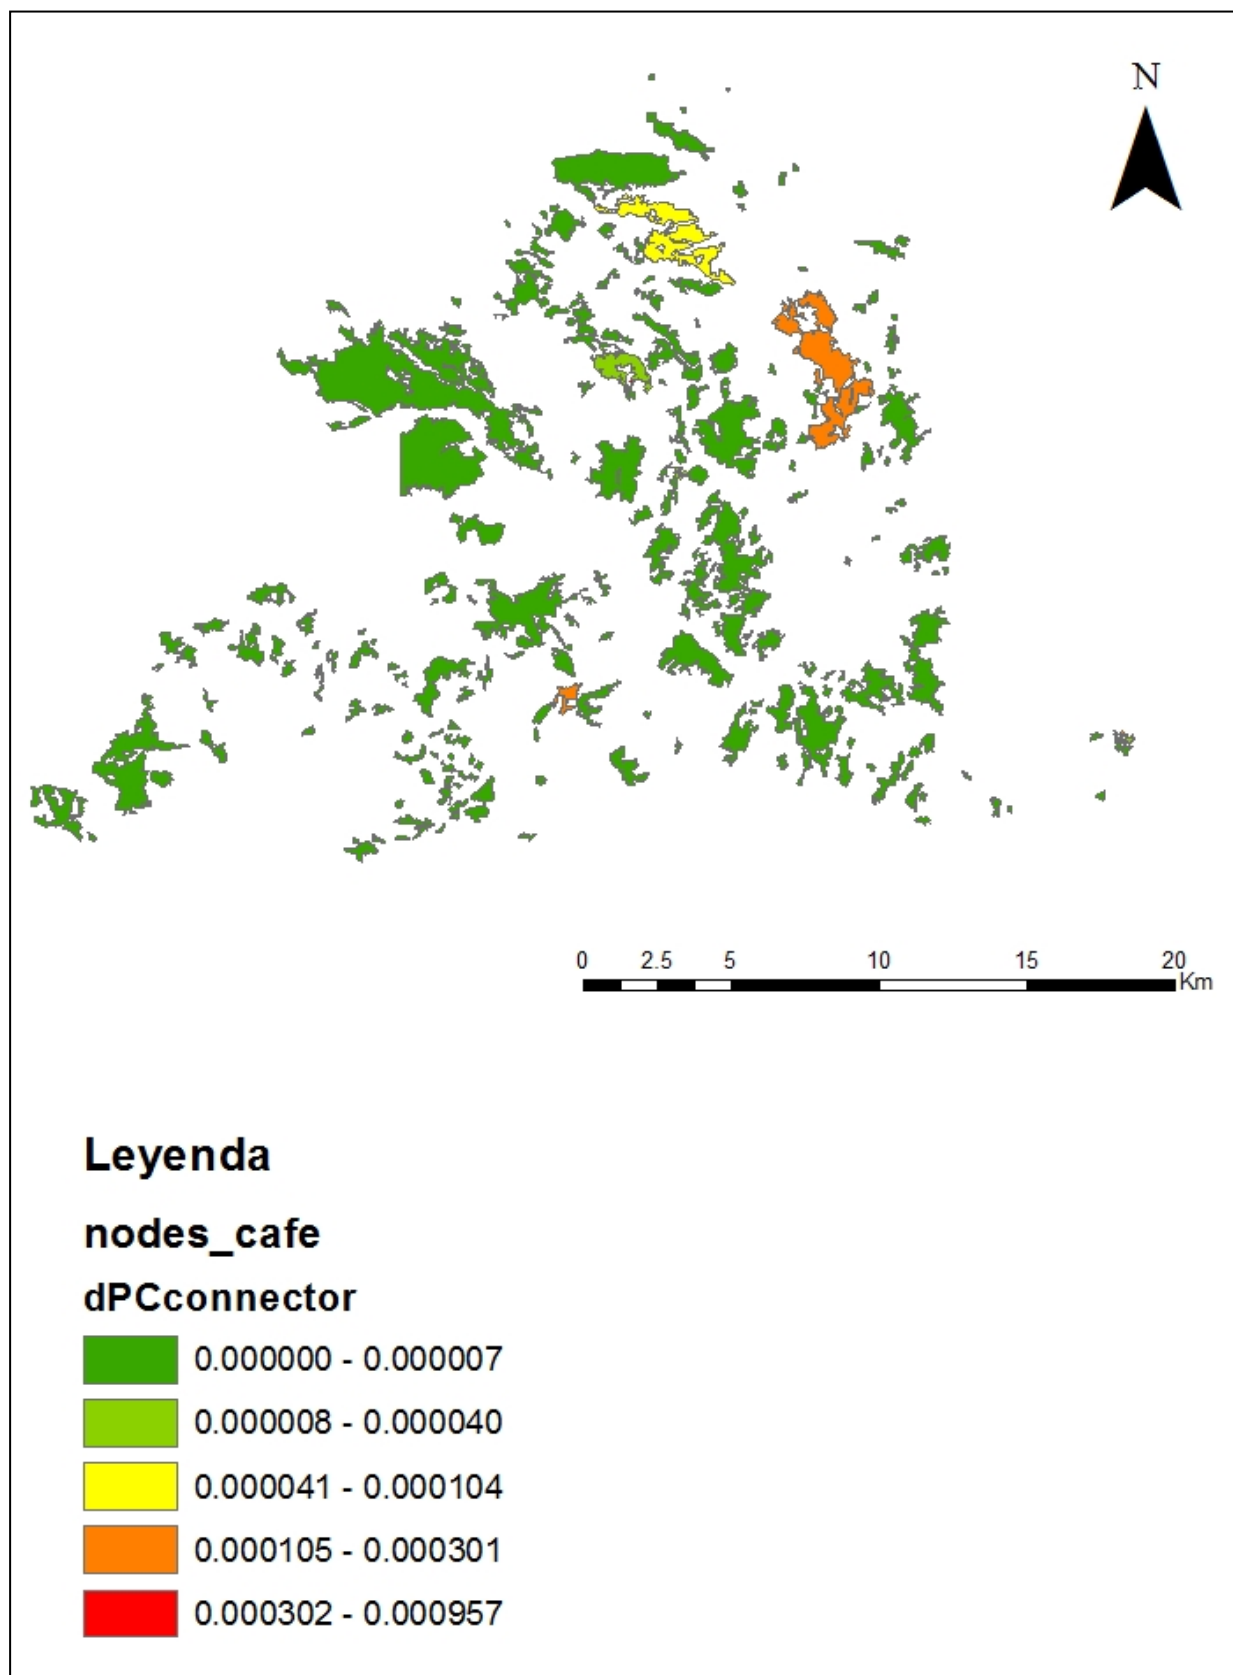 N
0 2.5 5 10 15 20
Km
Leyenda
nodes_cafe
dPCconnector
0.000000 - 0.000007
0.000008 - 0.000040
0.000041 - 0.000104
0.000105 - 0.000301
0.000302 - 0.000957